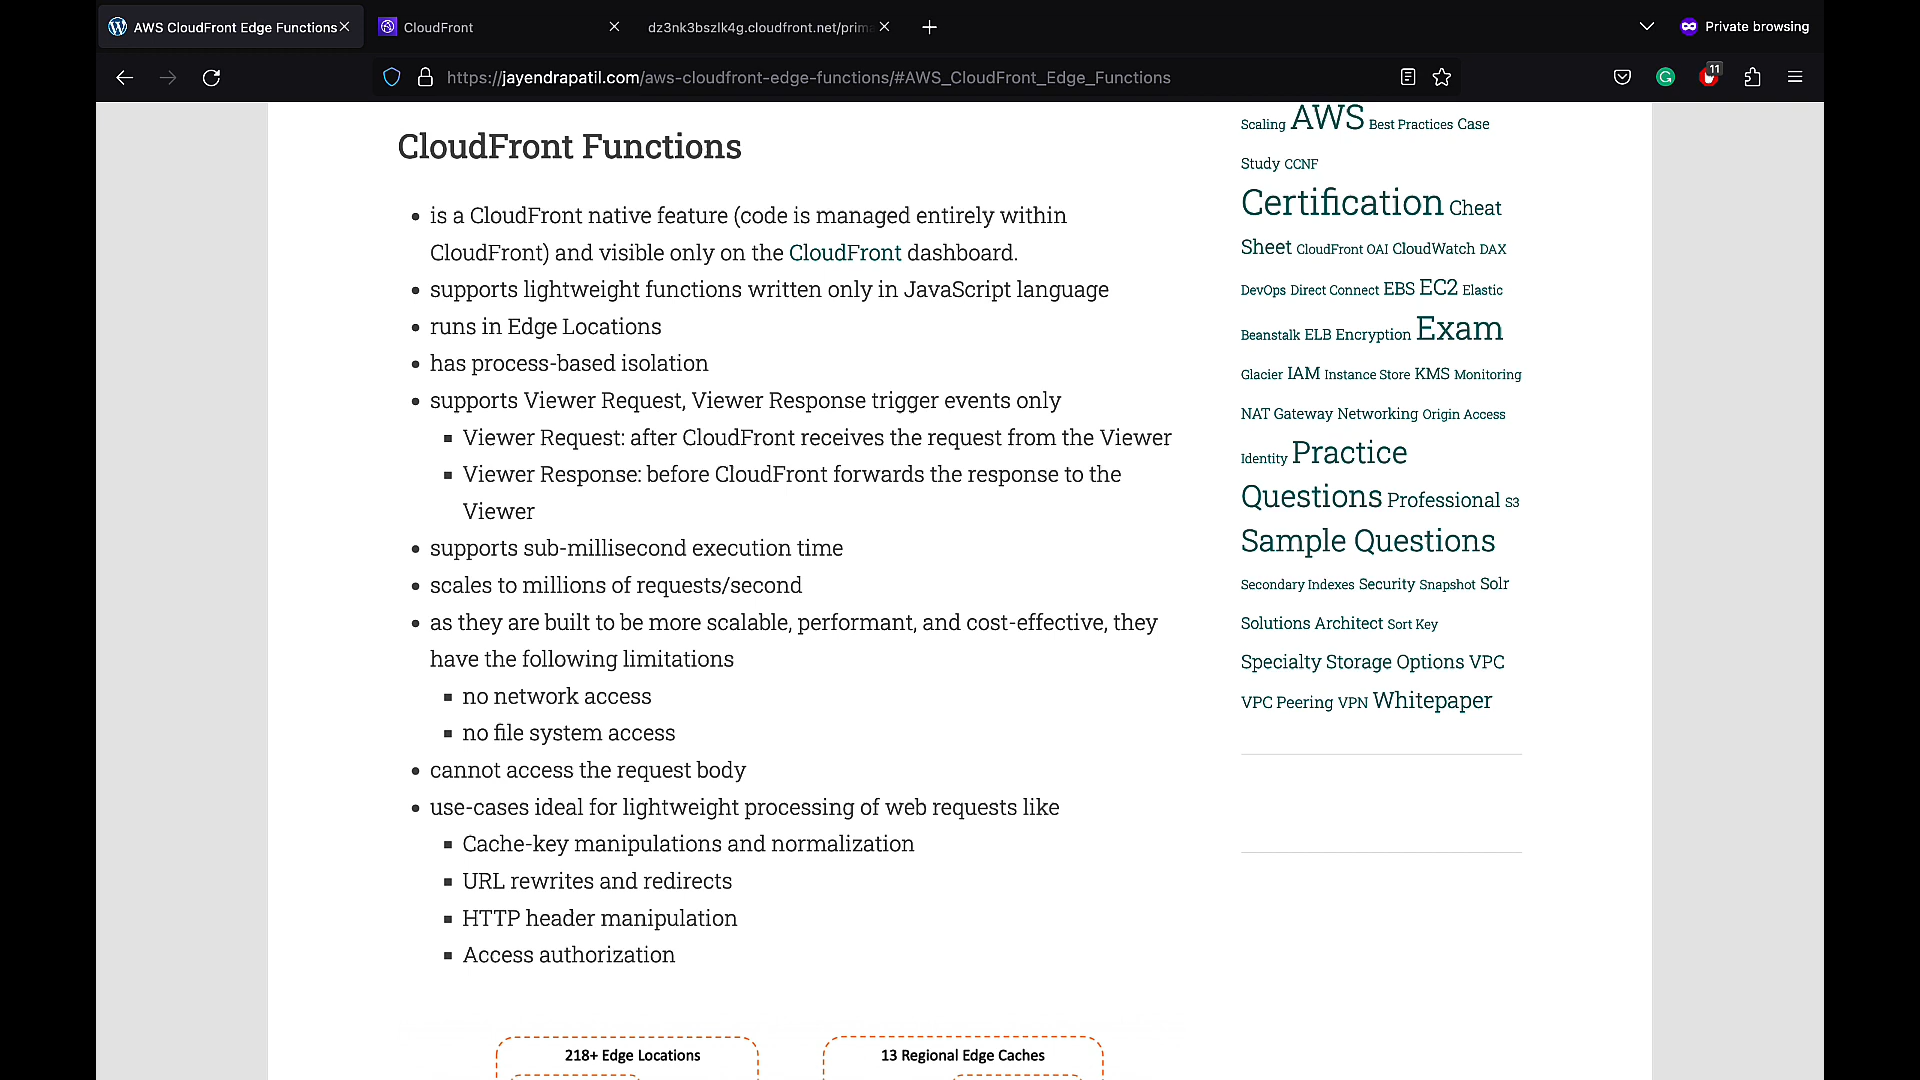 AWS CloudFront Edge Functions
CloudFront
dz3nk3bszlk4g.cloudfront.net/prim
Private browsing
https://jayendrapatil.com/aws-cloudfront-edge-functions/#AWS_CloudFront_Edge_Functions
11
CloudFront Functions
is a CloudFront native feature (code is managed entirely within
CloudFront) and visible only on the CloudFront dashboard.
supports lightweight functions written only in JavaScript language
runs in Edge Locations
has process-based isolation
supports Viewer Request, Viewer Response trigger events only
Viewer Request: after CloudFront receives the request from the Viewer
Viewer Response: before CloudFront forwards the response to the
Viewer
supports sub-millisecond execution time
scales to millions of requests/second
as they are built to be more scalable, performant, and cost-effective, they
have the following limitations
no network access
no file system access
cannot access the request body
use-cases ideal for lightweight processing of web requests like
Cache-key manipulations and normalization
URL rewrites and redirects
HTTP header manipulation
Access authorization
218+ Edge Locations
13 Regional Edge Caches
Scaling AWS Best Practices Case
Study CCNF
Certification Cheat
Sheet CloudFront OAI CloudWatch DAX
DevOps Direct Connect EBS EC2 Elastic
Beanstalk ELB Encryption Exam
Glacier IAM Instance Store KMS Monitoring
NAT Gateway Networking Origin Access
Identity Practice
Questions Professional S3
Sample Questions
Secondary Indexes Security Snapshot Solr
Solutions Architect Sort Key
Specialty Storage Options VPC
VPC Peering VPN Whitepaper